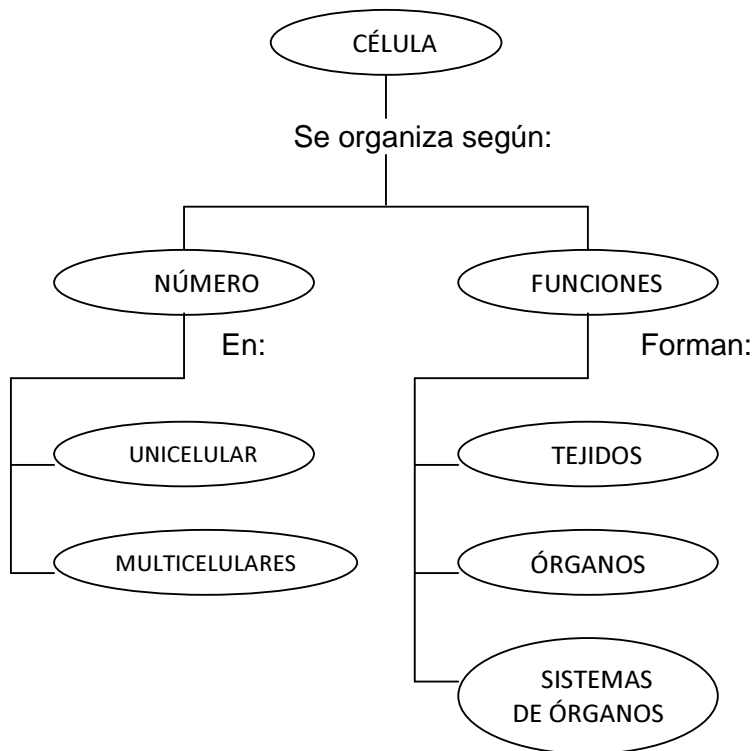 CÉLULA
Se organiza según:
NÚMERO
FUNCIONES
En:
Forman:
UNICELULAR
TEJIDOS
MULTICELULARES
ÓRGANOS
SISTEMAS
DE ÓRGANOS